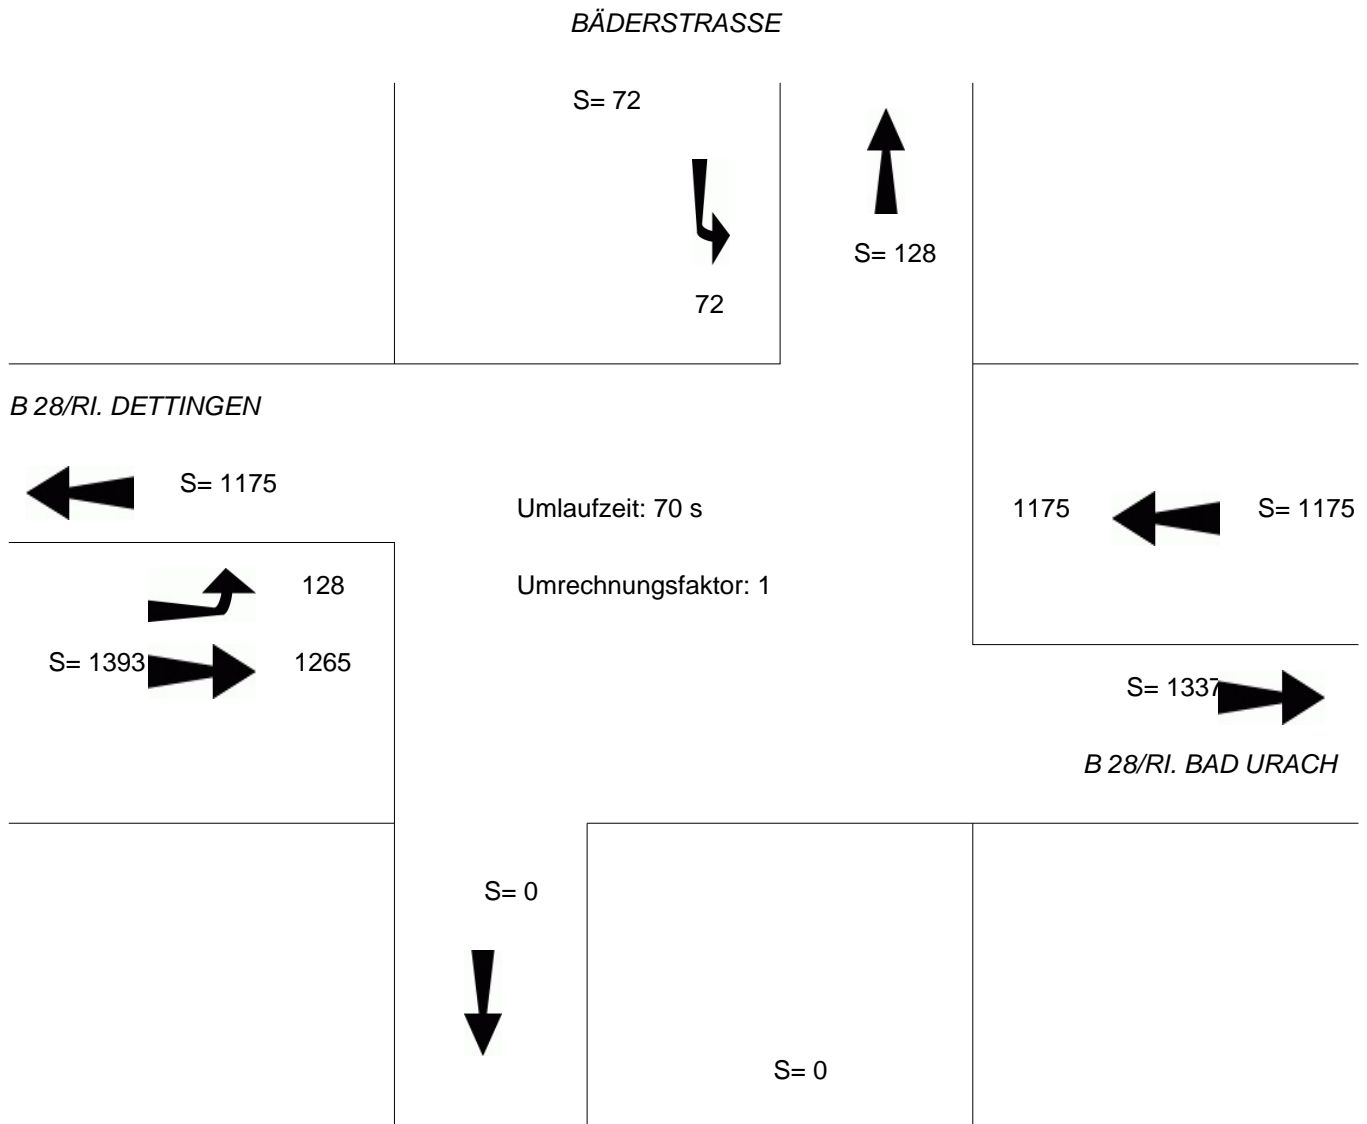 BÄDERSTRASSE
S= 72
S= 128
72
B 28/RI. DETTINGEN
S= 1175
Umlaufzeit: 70 s
1175
S= 1175
128
Umrechnungsfaktor: 1
S= 1393
1265
S= 1337
B 28/RI. BAD URACH
S= 0
S= 0